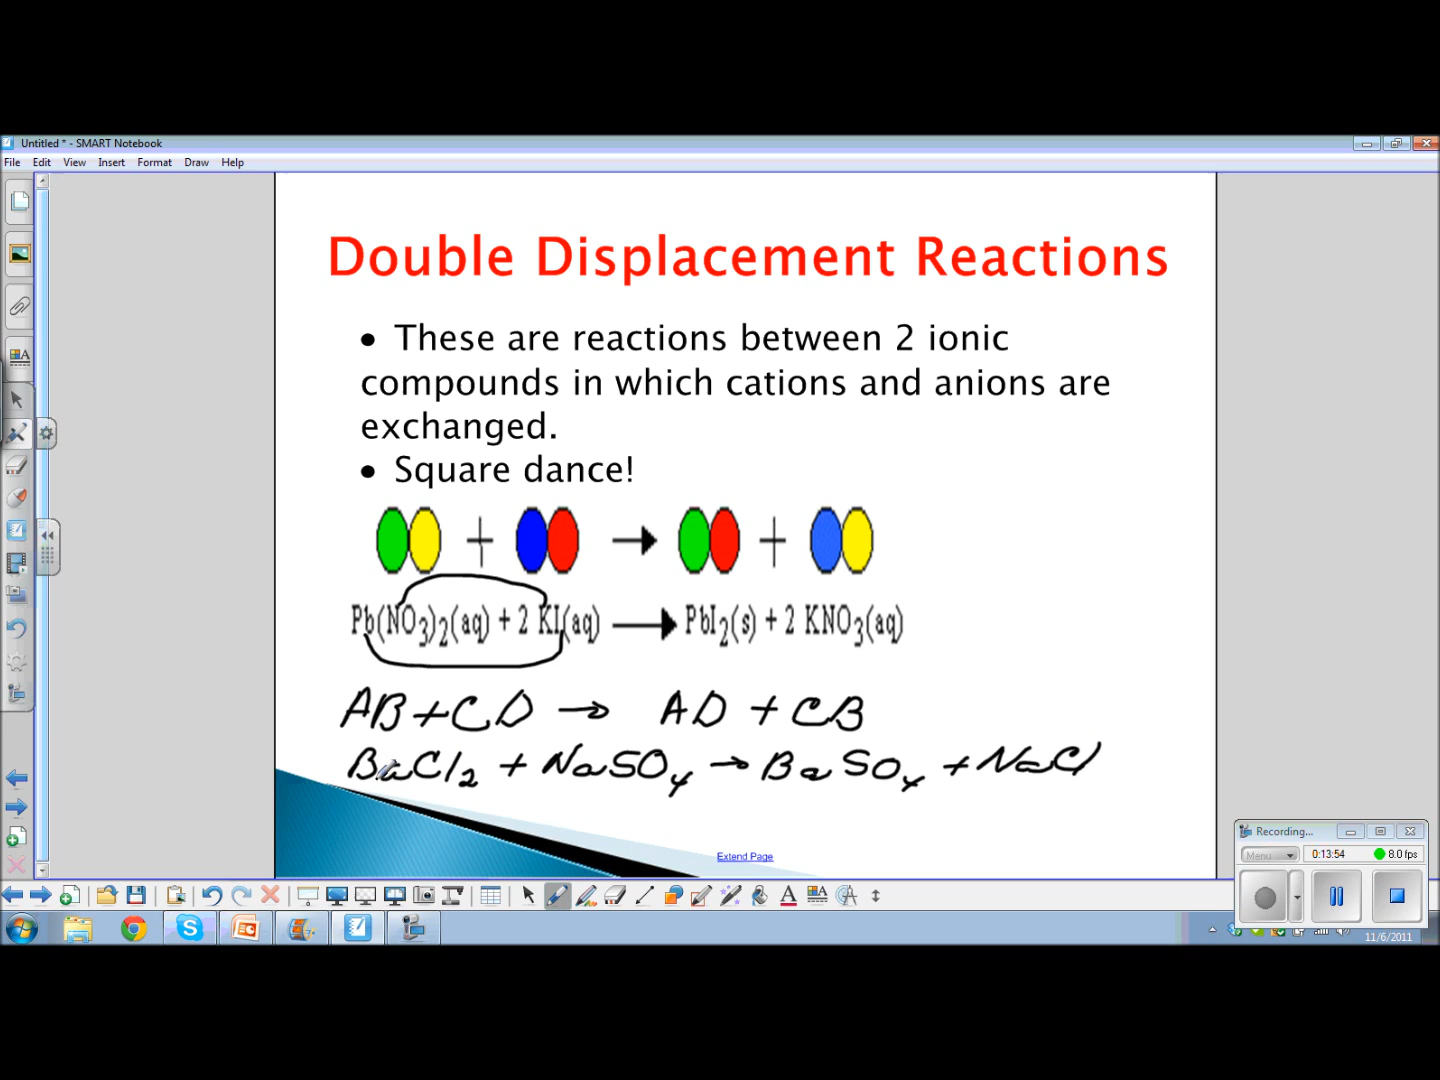 Untitled * - SMART Notebook
File Edit View Insert Format Draw Help
Double Displacement Reactions
• These are reactions between 2 ionic
compounds in which cations and anions are
exchanged.
• Square dance!
+ → +
Pb(NO3)2(aq) + 2 KI(aq) → PbI2(s) + 2 KNO3(aq)
AB + CD → AD + CB
BaCl2 + NaSO4 → BaSO4 + NaCl
Extend Page
Recording...
Menu
0:13:54
8.0 fps
11/6/2011